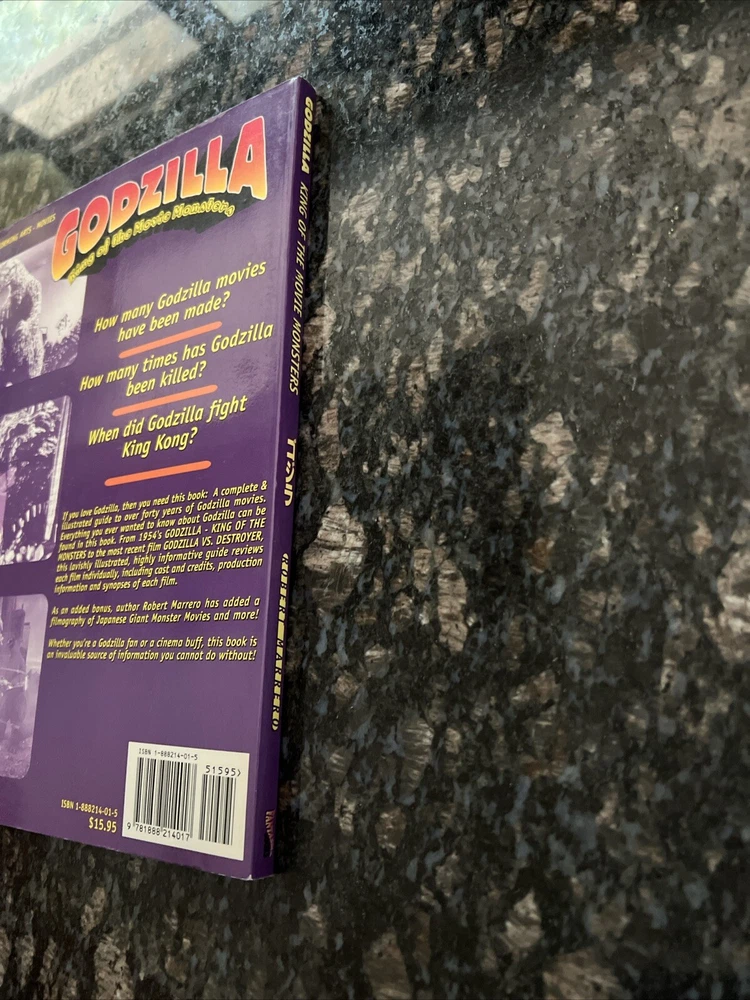 RMING ARTS - MOVIES
GODZILLA
King of the Movie Monsters
How many Godzilla movies
have been made?
How many times has Godzilla
been killed?
When did Godzilla fight
King Kong?
If you love Godzilla, then you need this book: A complete &
illustrated guide to over forty years of Godzilla movies.
Everything you ever wanted to know about Godzilla can be
found in this book. From 1954's GODZILLA - KING OF THE
MONSTERS to the most recent film GODZILLA VS. DESTROYER,
this lavishly illustrated, highly informative guide reviews
each film individually, including cast and credits, production
information and synopses of each film.
As an added bonus, author Robert Marrero has added a
filmography of Japanese Giant Monster Movies and more!
Whether you're a Godzilla fan or a cinema buff, this book is
an invaluable source of information you cannot do without!
ISBN 1-888214-01-5
$15.95
ISBN 1-888214-01-5
51595>
9 781888 214017
GODZILLA KING OF THE MOVIE MONSTERS